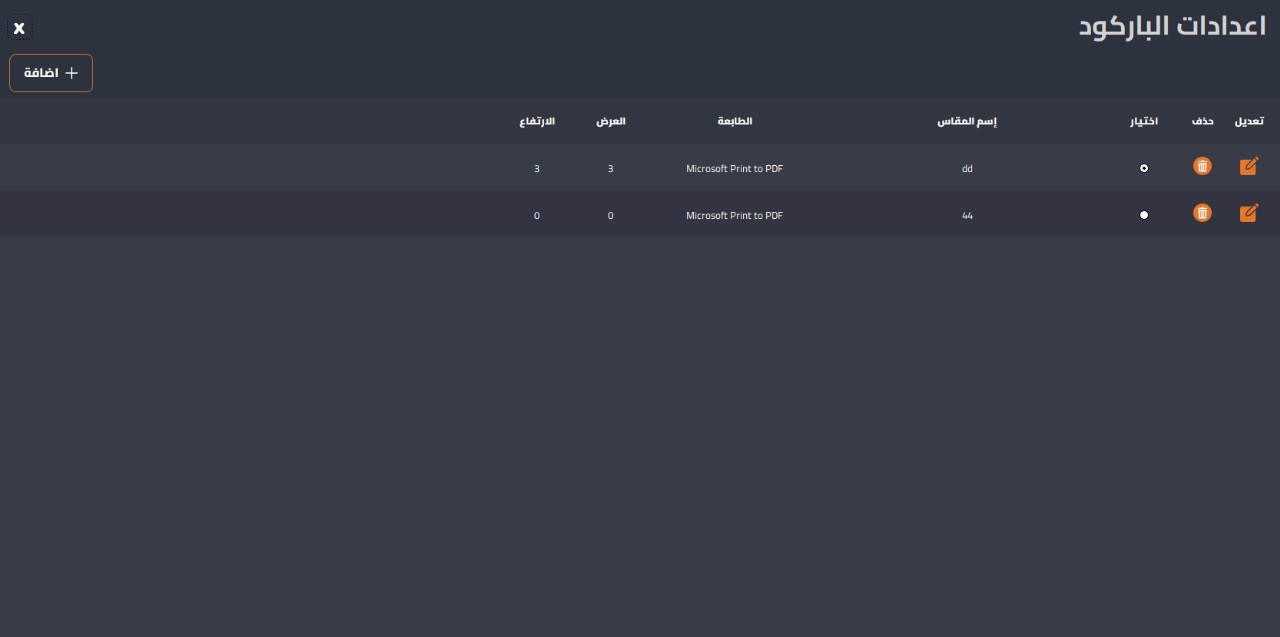 اعدادات الباركود
x
اضافة +
تعديل حذف اختيار إسم المقاس الطابعة العرض الارتفاع
dd Microsoft Print to PDF 3 3
44 Microsoft Print to PDF 0 0